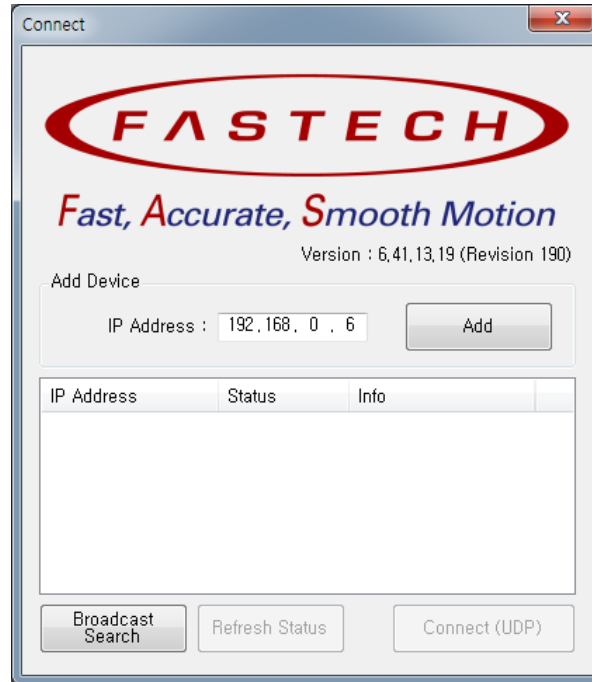 Connect
FASTECH
Fast, Accurate, Smooth Motion
Version : 6,41,13,19 (Revision 190)
Add Device
IP Address : 192.168. 0 . 6 Add
IP Address Status Info
Broadcast
Search
Refresh Status Connect (UDP)